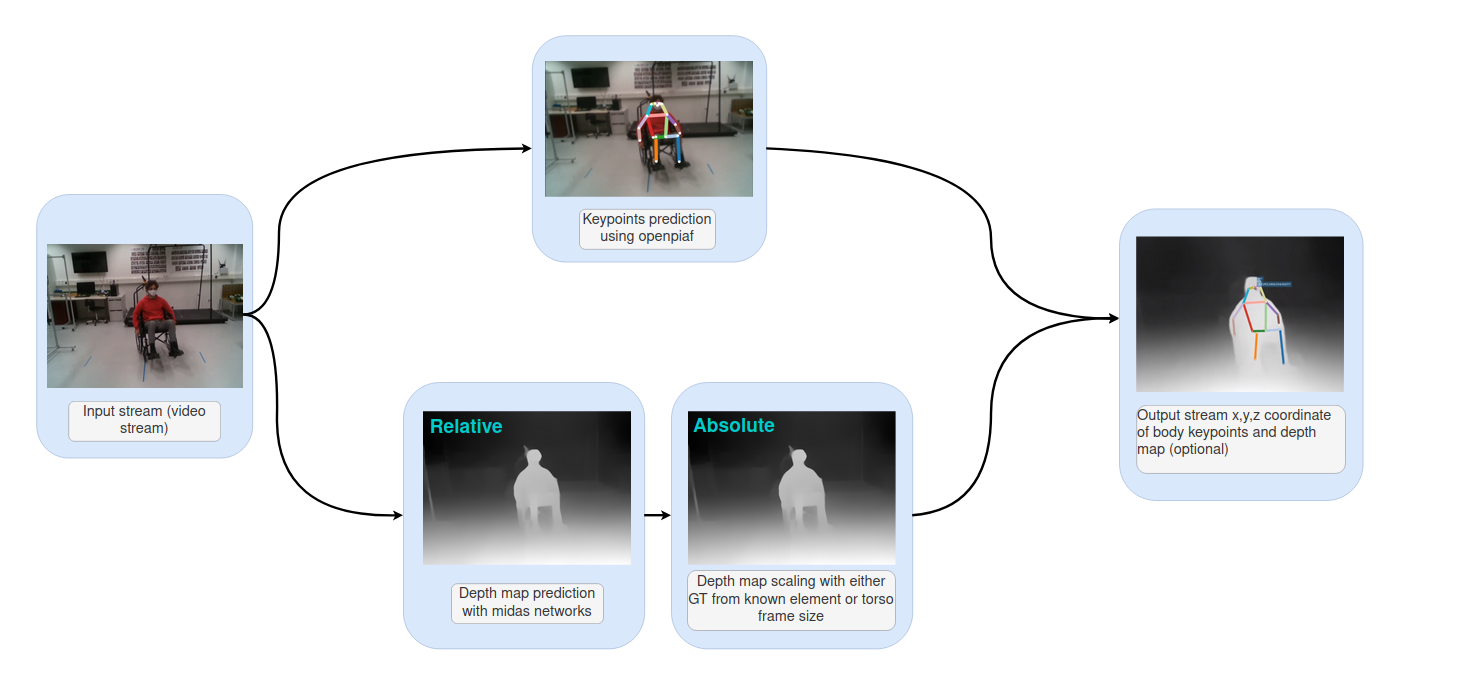 Keypoints prediction
using openpiaf
Input stream (video
stream)
Relative
Depth map prediction
with midas networks
Absolute
Depth map scaling with either
GT from known element or torso
frame size
Output stream x,y,z coordinate
of body keypoints and depth
map (optional)